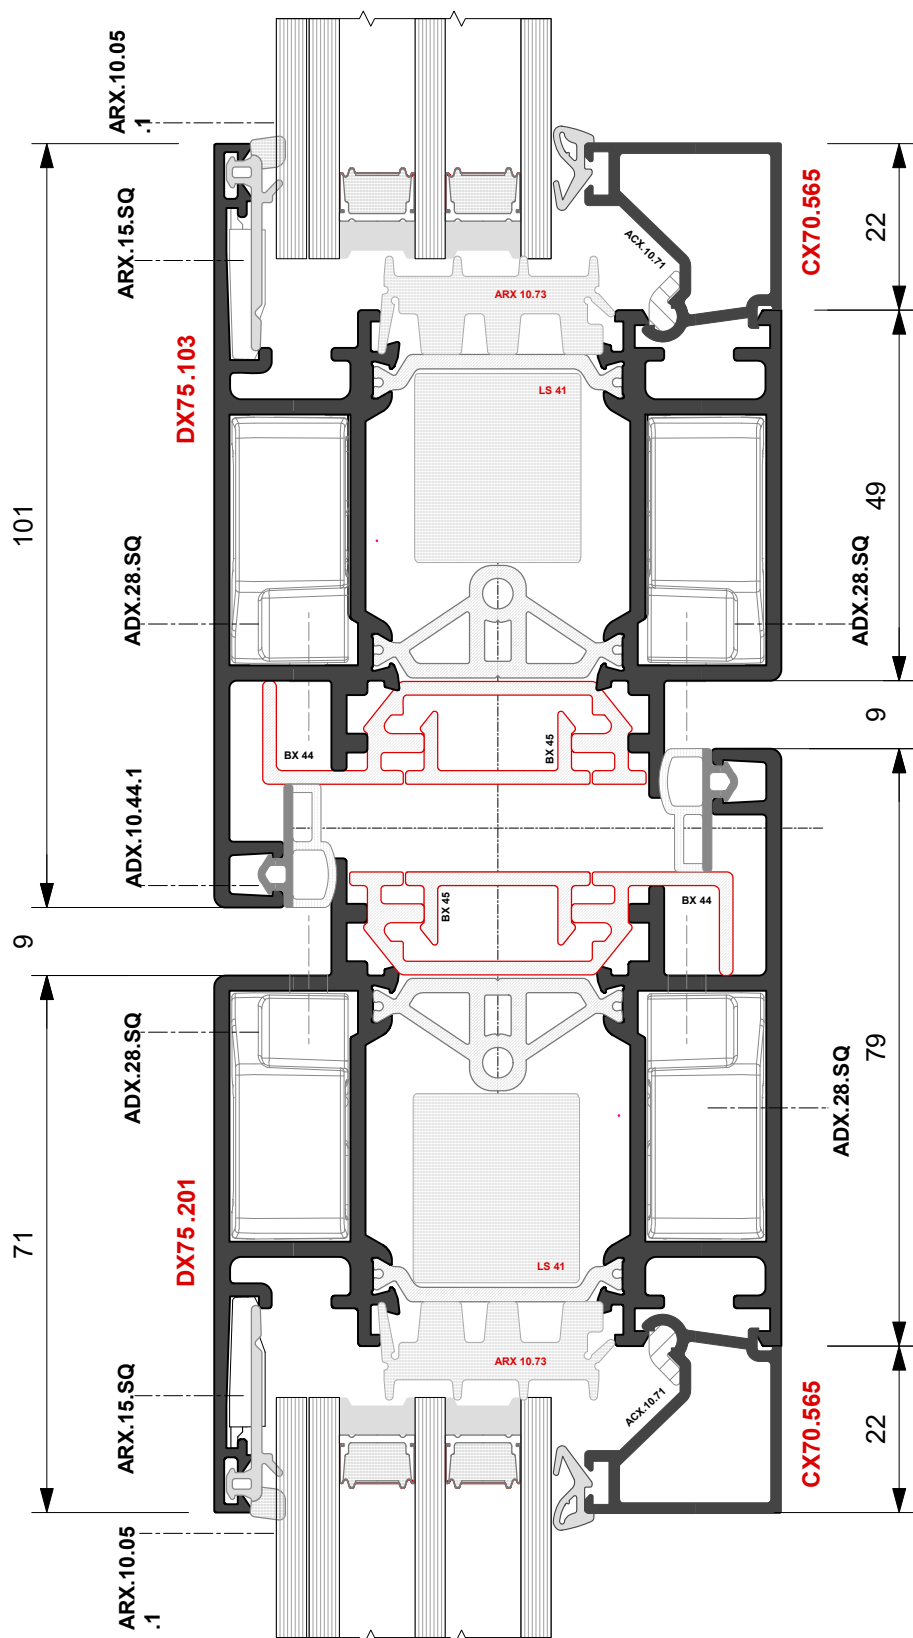 ARX.10.05
.1
ARX.15.SQ
DX75.103
101
ADX.28.SQ
ADX.10.44.1
9
ADX.28.SQ
DX75.201
71
ARX.15.SQ
ARX.10.05
.1
ARX 10.73
LS 41
BX 44
BX 45
BX 45
BX 44
LS 41
ARX 10.73
ACX.10.71
CX70.565
22
49
ADX.28.SQ
9
79
ADX.28.SQ
ACX.10.71
CX70.565
22